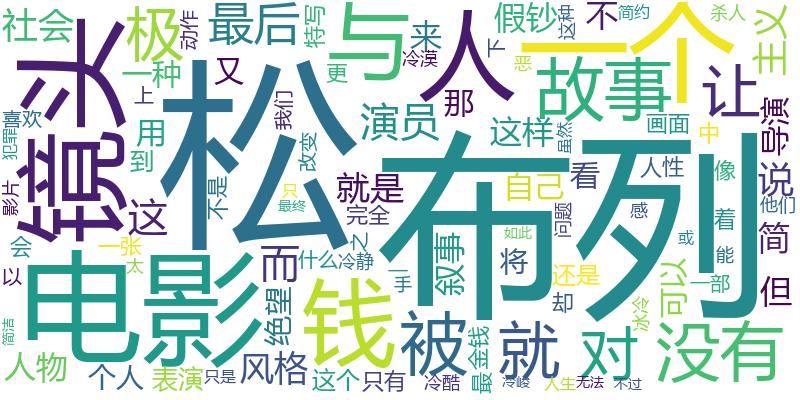 社会
极
动作
最后
特写
与
来
冷漠
人
下
假钞
这种
不
简约
一个
杀人
主义
镜头
一种
上
又
更
松
我们
演员
那
恶
故事
让
导演
喜欢
犯罪
用
到
改变
布列
这样
虽然
画面
中
像
说
影片
这
不是
只
最终
就是
完全
自己
看
人性
着
他们
会
以
一张
太
电影
而
什么
冷静
之
钱
一
手
叙事
如此
将
问题
感
还是
却
冰冷
或
能
可以
一部
简
但
简洁
人物
个人
表演
绝望
风格
只是
这个
只有
被
冷酷
最
金钱
就
冷峻
人生
无法
对
不过
没有